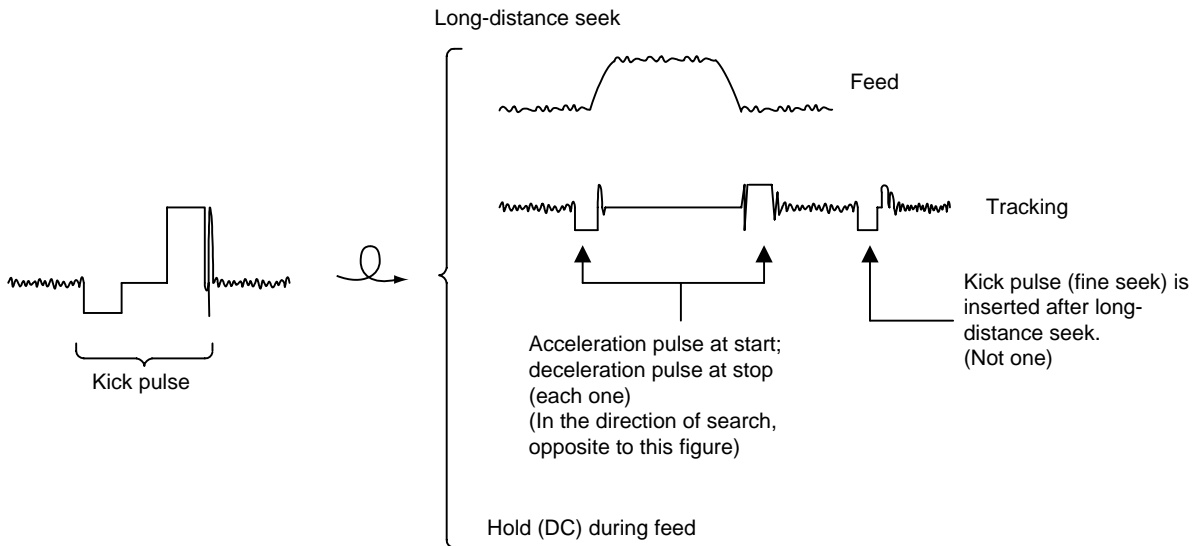 Long-distance seek
Feed
Tracking
Kick pulse
Acceleration pulse at start;
deceleration pulse at stop
(each one)
(In the direction of search,
opposite to this figure)
Kick pulse (fine seek) is
inserted after long-
distance seek.
(Not one)
Hold (DC) during feed